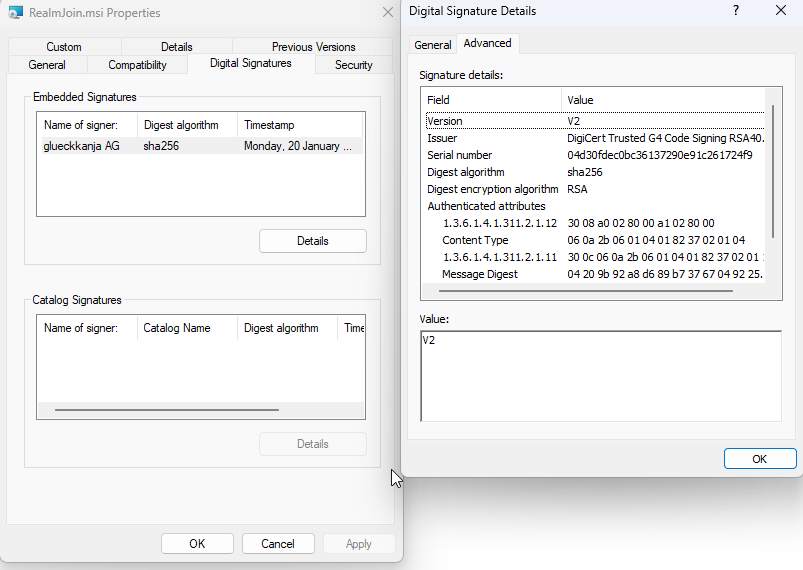 RealmJoin.msi Properties
Custom Details Previous Versions
General Compatibility Digital Signatures Security
Embedded Signatures
Name of signer: Digest algorithm Timestamp
glueckkanja AG sha256 Monday, 20 January ...
Details
Catalog Signatures
Name of signer: Catalog Name Digest algorithm Time
Details
OK Cancel Apply
Digital Signature Details ?
General Advanced
Signature details:
Field Value
Version V2
Issuer DigiCert Trusted G4 Code Signing RSA40..
Serial number 04d30fdec0bc36137290e91c261724f9
Digest algorithm sha256
Digest encryption algorithm RSA
Authenticated attributes
1.3.6.1.4.1.311.2.1.12 30 08 a0 02 80 00 a1 02 80 00
Content Type 06 0a 2b 06 01 04 01 82 37 02 01 04
1.3.6.1.4.1.311.2.1.11 30 0c 06 0a 2b 06 01 04 01 82 37 02 01
Message Digest 04 20 9b 92 a8 d6 89 b7 37 67 04 92 25.
Value:
V2
OK